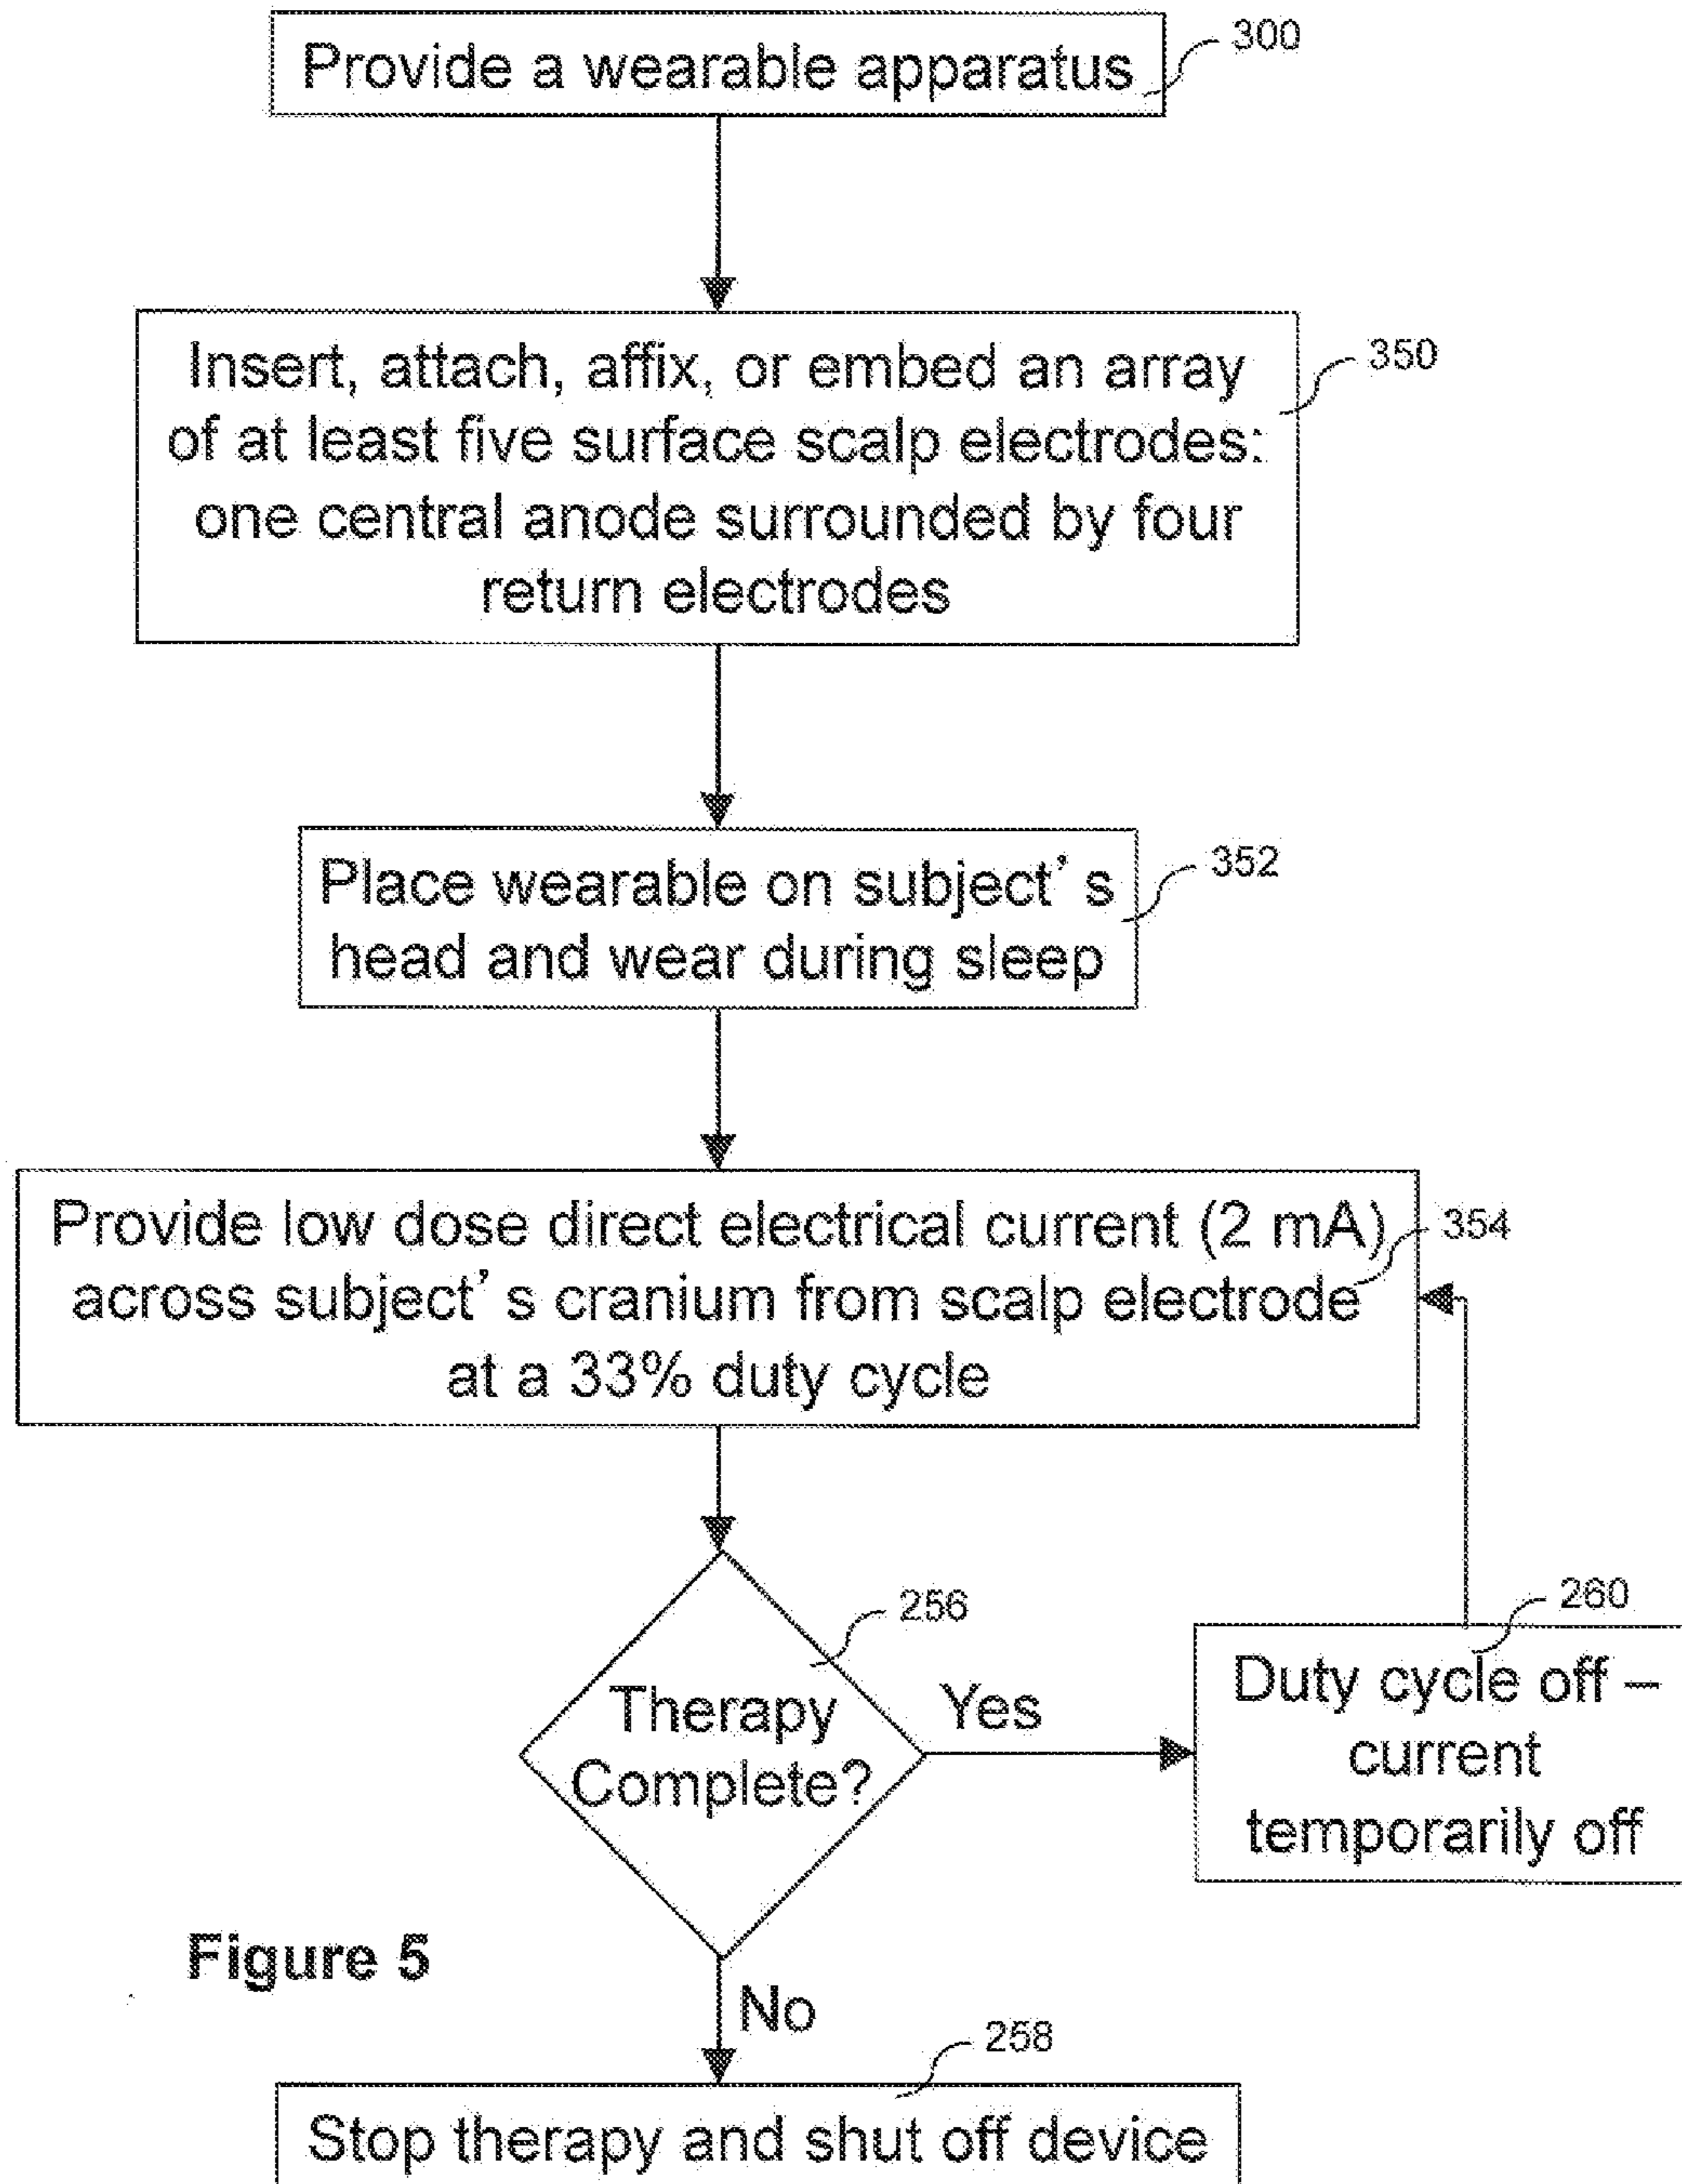 Provide a wearable apparatus
300
Insert, attach, affix, or embed an array
of at least five surface scalp electrodes:
one central anode surrounded by four
return electrodes
350
Place wearable on subject's
head and wear during sleep
352
Provide low dose direct electrical current (2 mA)
across subject's cranium from scalp electrode
at a 33% duty cycle
354
256
Therapy
Complete?
Yes
260
Duty cycle off –
current
temporarily off
Figure 5
No
258
Stop therapy and shut off device